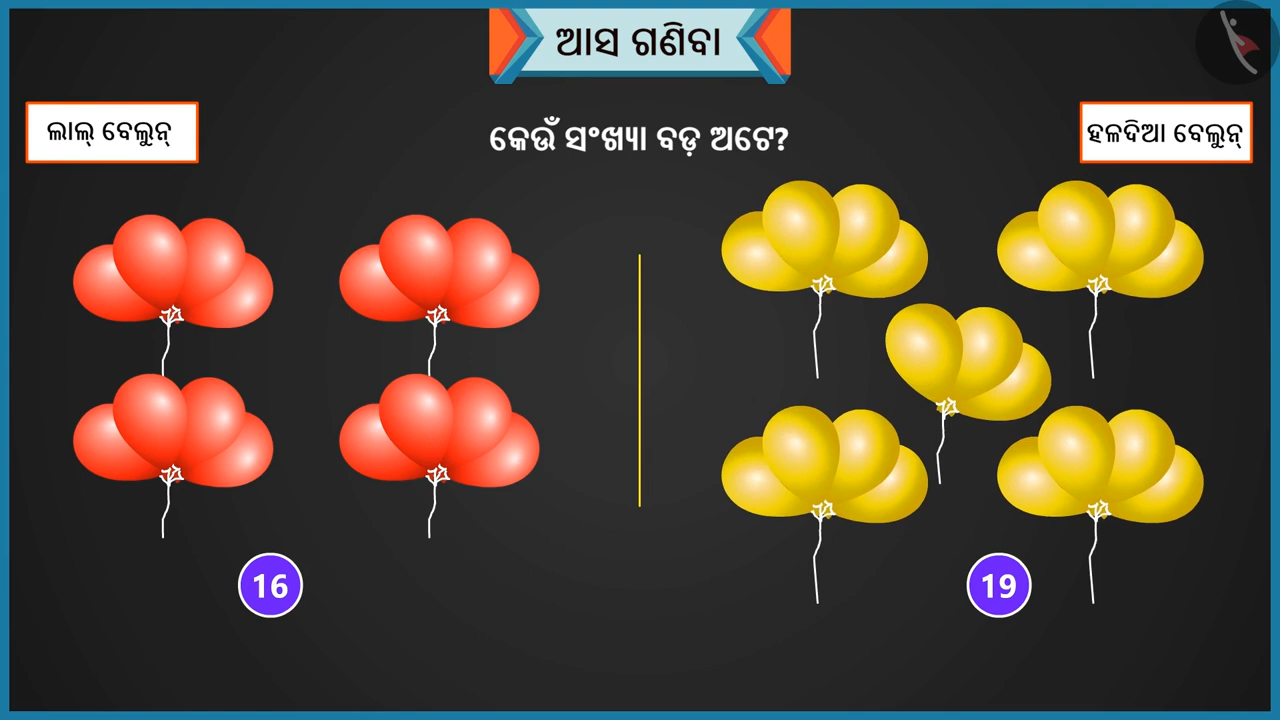 ଆସ ଗଣିବା
ଲାଲ୍ ବେଲୁନ୍
କେଉଁ ସଂଖ୍ୟା ବଡ଼ ଅଟେ?
ହଳଦିଆ ବେଲୁନ୍
16
19